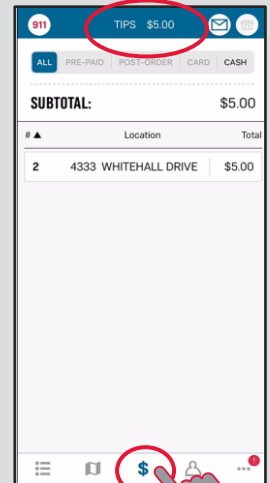 911 TIPS $5.00
ALL PRE-PAID POST-ORDER CARD CASH
SUBTOTAL: $5.00
# ▲ Location Total
2 4333 WHITEHALL DRIVE $5.00
$ ... 1